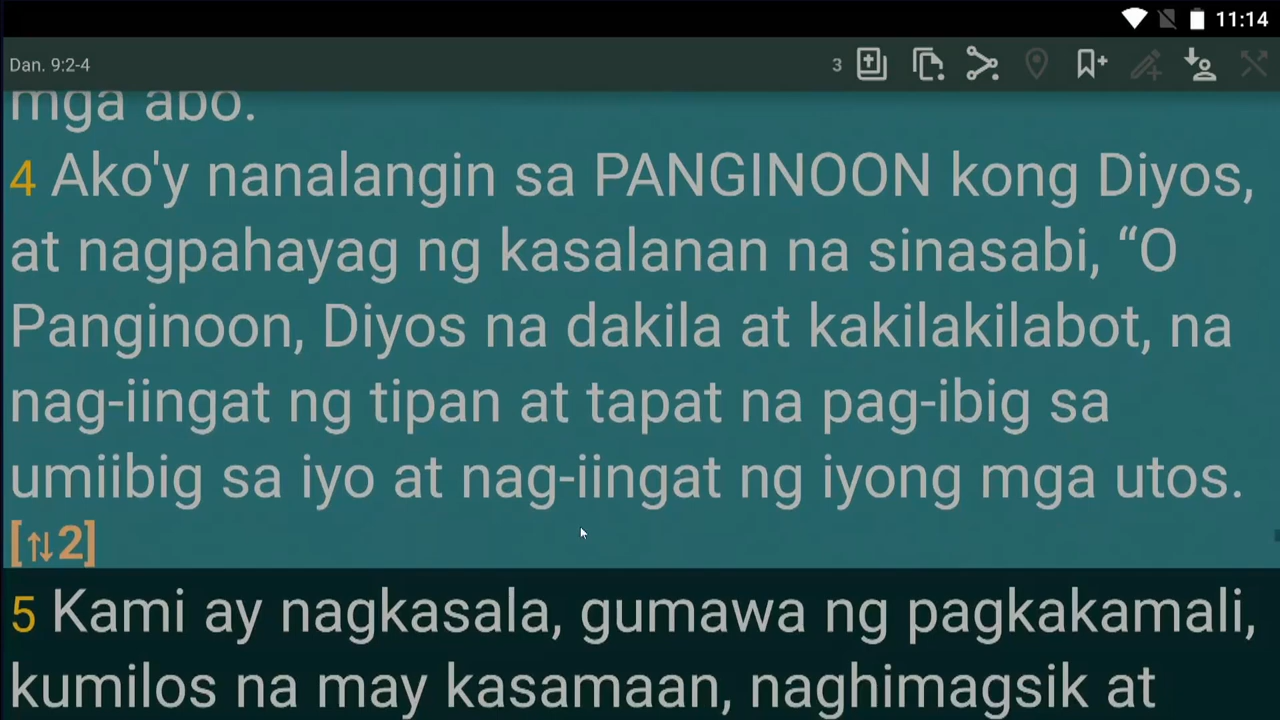 11:14
Dan. 9:2-4
3
mga abo.
4 Ako'y nanalangin sa PANGINOON kong Diyos,
at nagpahayag ng kasalanan na sinasabi, “O
Panginoon, Diyos na dakila at kakilakilabot, na
nag-iingat ng tipan at tapat na pag-ibig sa
umiibig sa iyo at nag-iingat ng iyong mga utos.
[⇅2]
5 Kami ay nagkasala, gumawa ng pagkakamali,
kumilos na may kasamaan, naghimagsik at